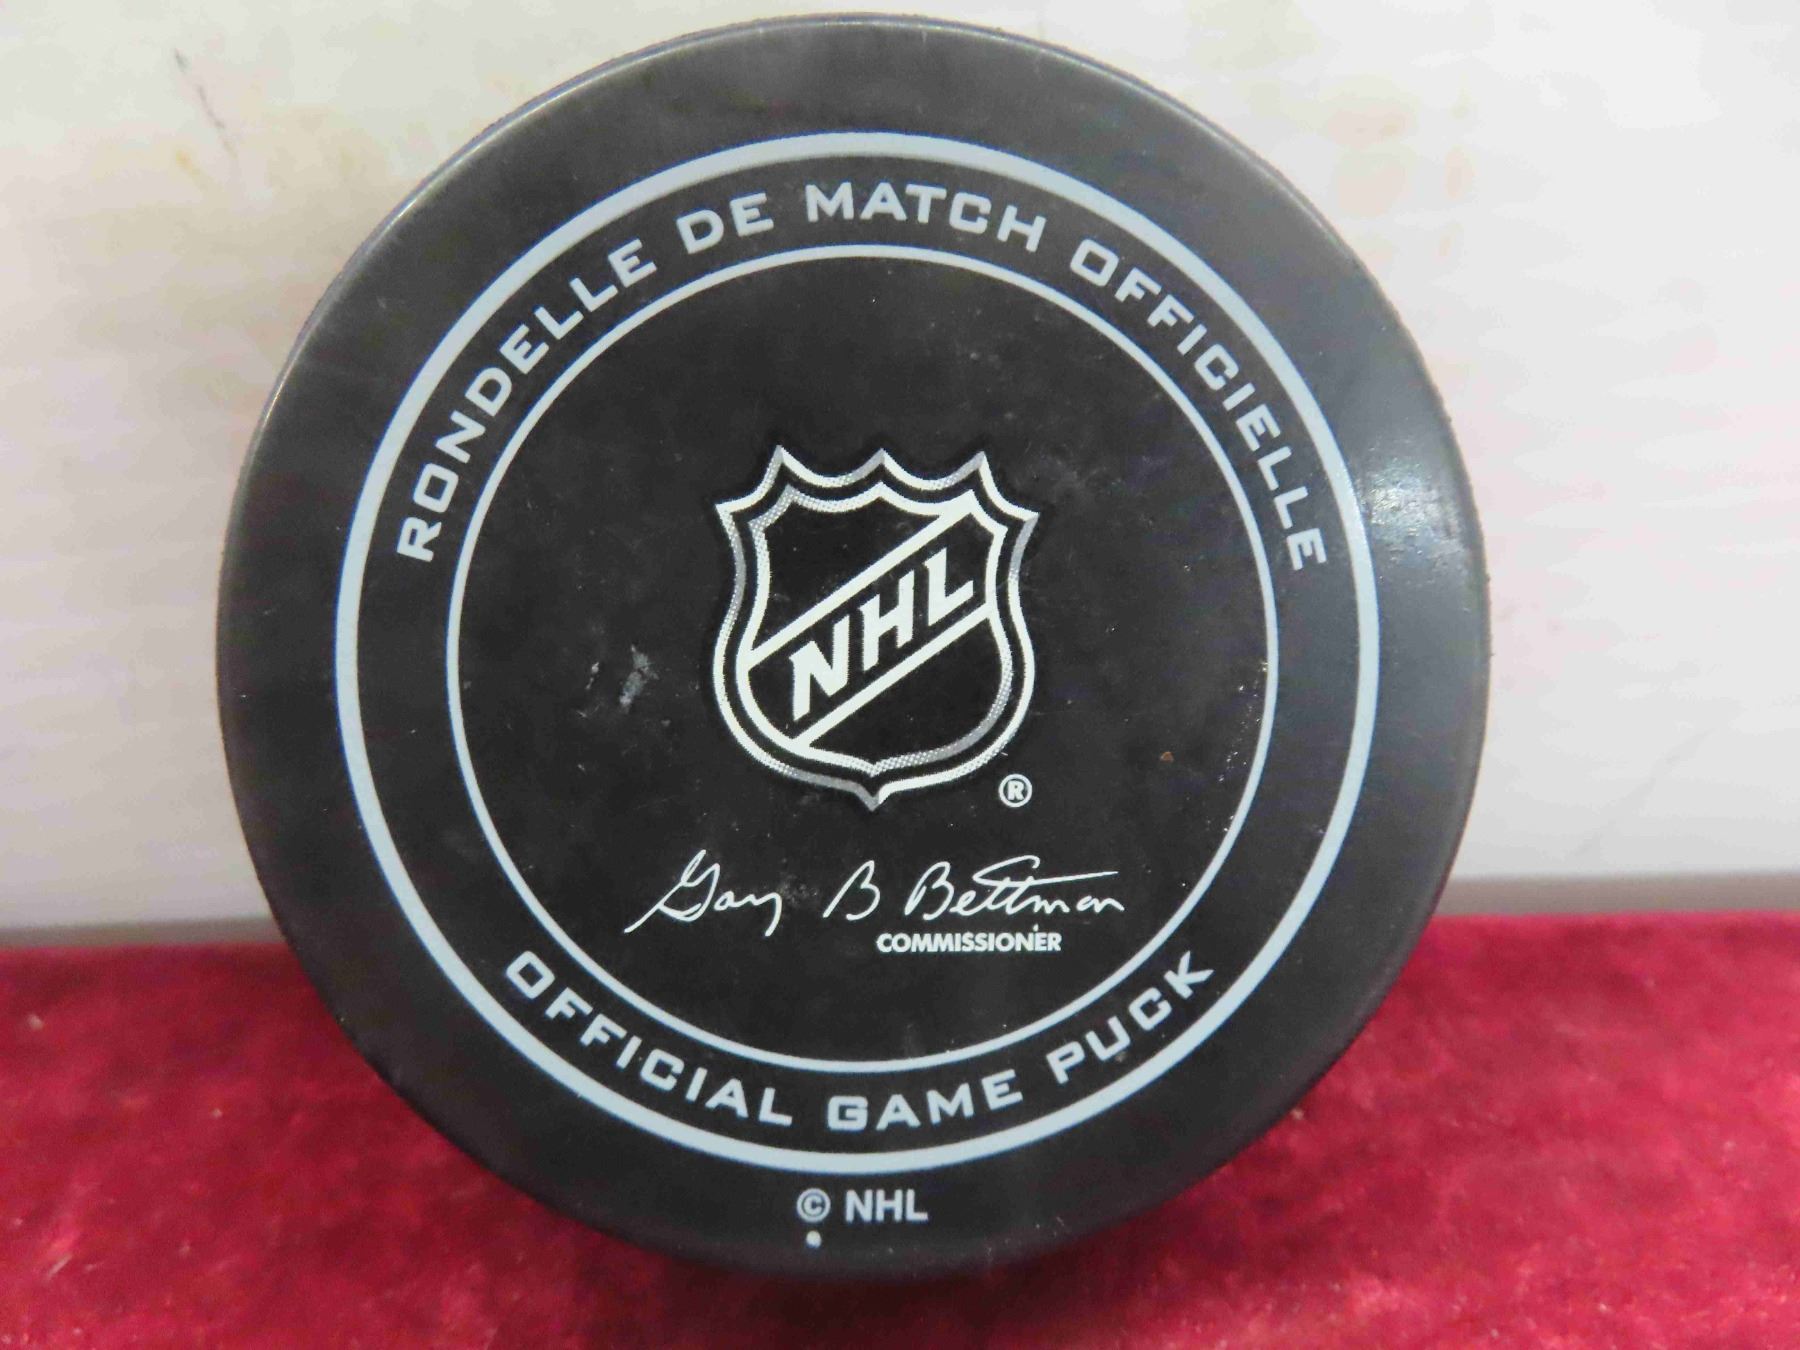 RONDELLE DE MATCH OFFICIELLE
NHL
®
Gary B Bettman
COMMISSIONER
OFFICIAL GAME PUCK
© NHL